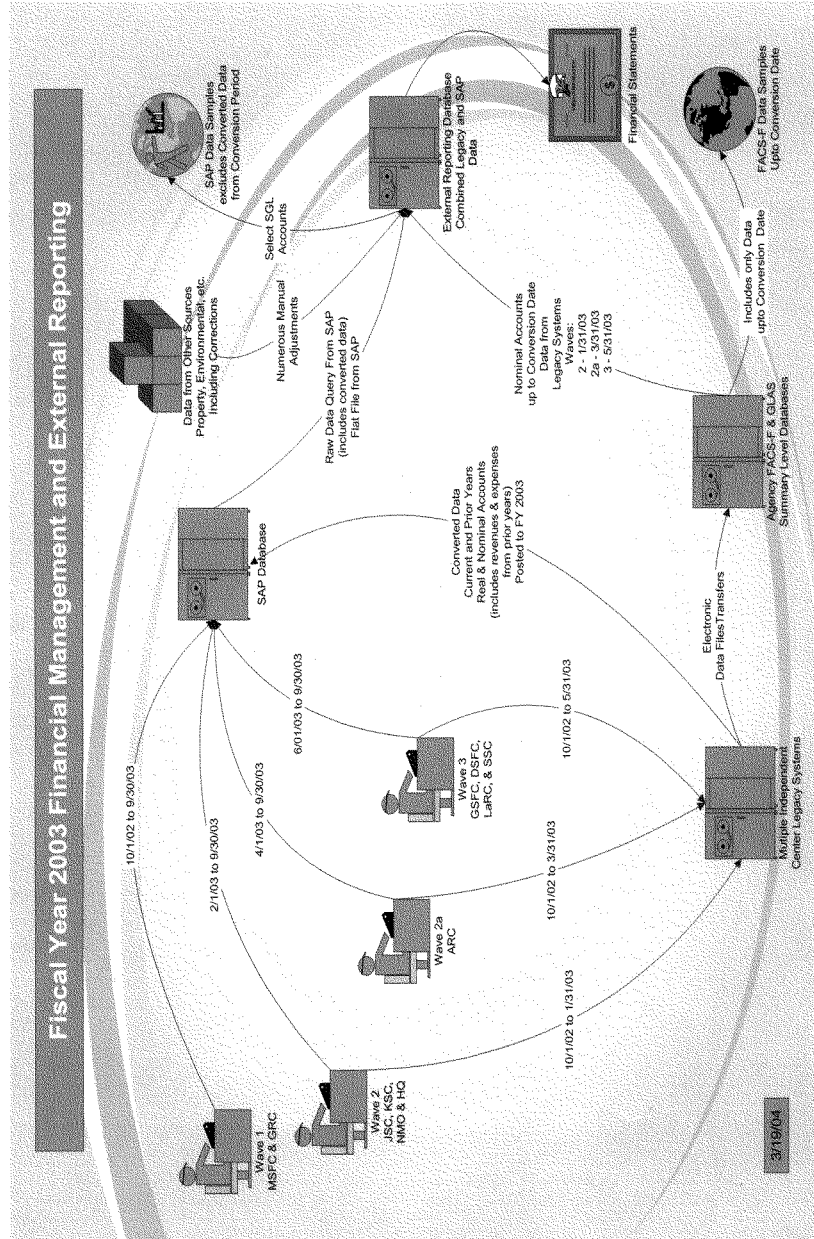 Fiscal Year 2003 Financial Management and External Reporting
Wave 1
MSFC & GRC
Wave 2
JSC, KSC,
NMO & HQ
Wave 2a
ARC
Wave 3
GSFC, DSFC,
LaRC, & SSC
10/1/02 to 9/30/03
2/1/03 to 9/30/03
4/1/03 to 9/30/03
6/01/03 to 9/30/03
10/1/02 to 1/31/03
10/1/02 to 3/31/03
10/1/02 to 5/31/03
SAP Database
Mutiple Independent
Center Legacy Systems
Converted Data
Current and Prior Years
Real & Nominal Accounts
(includes revenues & expenses
from prior years)
Posted to FY 2003
Electronic
Data FilesTransfers
Agency FACS-F & GLAS
Summary Level Databases
Data from Other Sources
Property, Environmental, etc.
Including Corrections
Numerous Manual
Adjustments
Select SGL
Accounts
Raw Data Query From SAP
(includes converted data)
Flat File from SAP
Nominal Accounts
up to Conversion Date
Data from
Legacy Systems
Waves:
2 - 1/31/03
2a - 3/31/03
3 - 5/31/03
SAP Data Samples
excludes Converted Data
from Conversion Period
External Reporting Database
Combined Legacy and SAP
Data
Financial Statements
Includes only Data
upto Conversion Date
FACS-F Data Samples
Upto Conversion Date
3/19/04